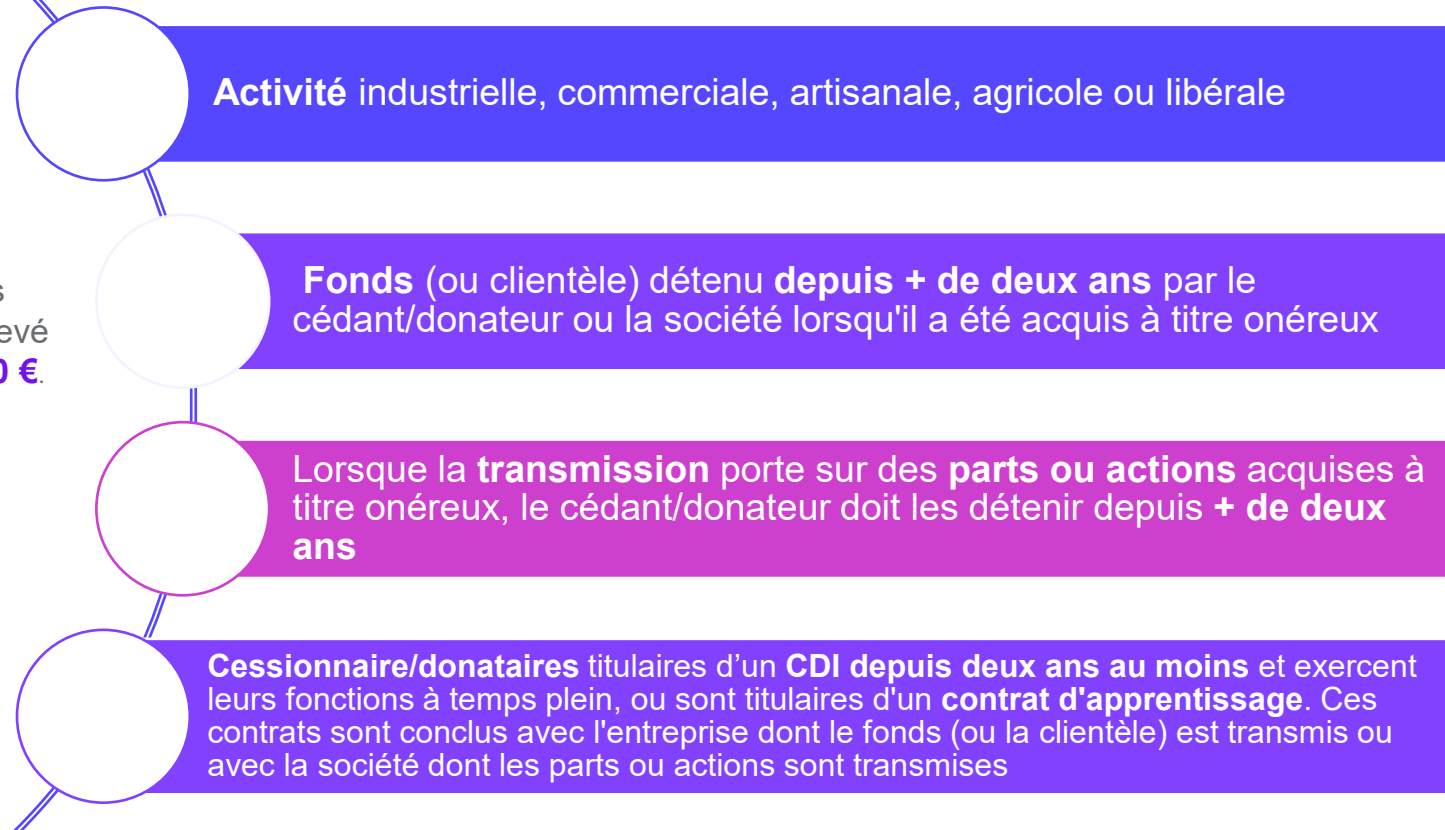 Activité industrielle, commerciale, artisanale, agricole ou libérale
Fonds (ou clientèle) détenu depuis + de deux ans par le
cédant/donateur ou la société lorsqu'il a été acquis à titre onéreux
Lorsque la transmission porte sur des parts ou actions acquises à
titre onéreux, le cédant/donateur doit les détenir depuis + de deux
ans
Cessionnaire/donataires titulaires d’un CDI depuis deux ans au moins et exercent
leurs fonctions à temps plein, ou sont titulaires d'un contrat d'apprentissage. Ces
contrats sont conclus avec l'entreprise dont le fonds (ou la clientèle) est transmis ou
avec la société dont les parts ou actions sont transmises